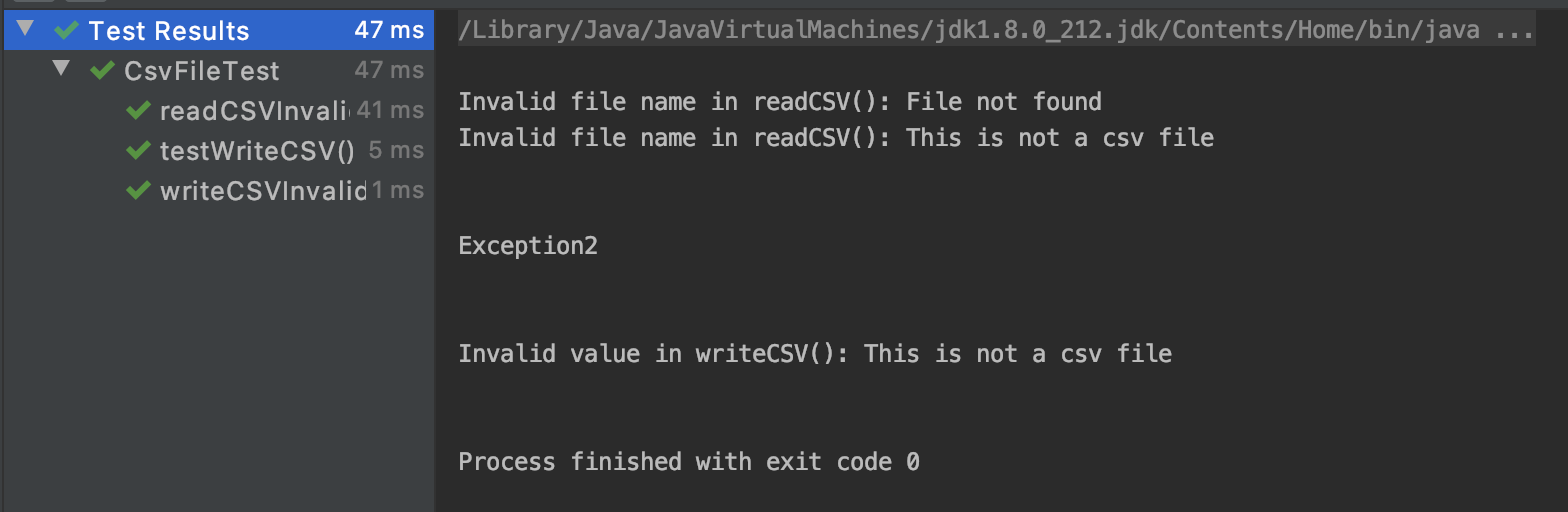 Test Results 47 ms
CsvFileTest 47 ms
readCSVInvali 41 ms
testWriteCSV() 5 ms
writeCSVInvalid 1 ms
/Library/Java/JavaVirtualMachines/jdk1.8.0_212.jdk/Contents/Home/bin/java ...
Invalid file name in readCSV(): File not found
Invalid file name in readCSV(): This is not a csv file
Exception2
Invalid value in writeCSV(): This is not a csv file
Process finished with exit code 0